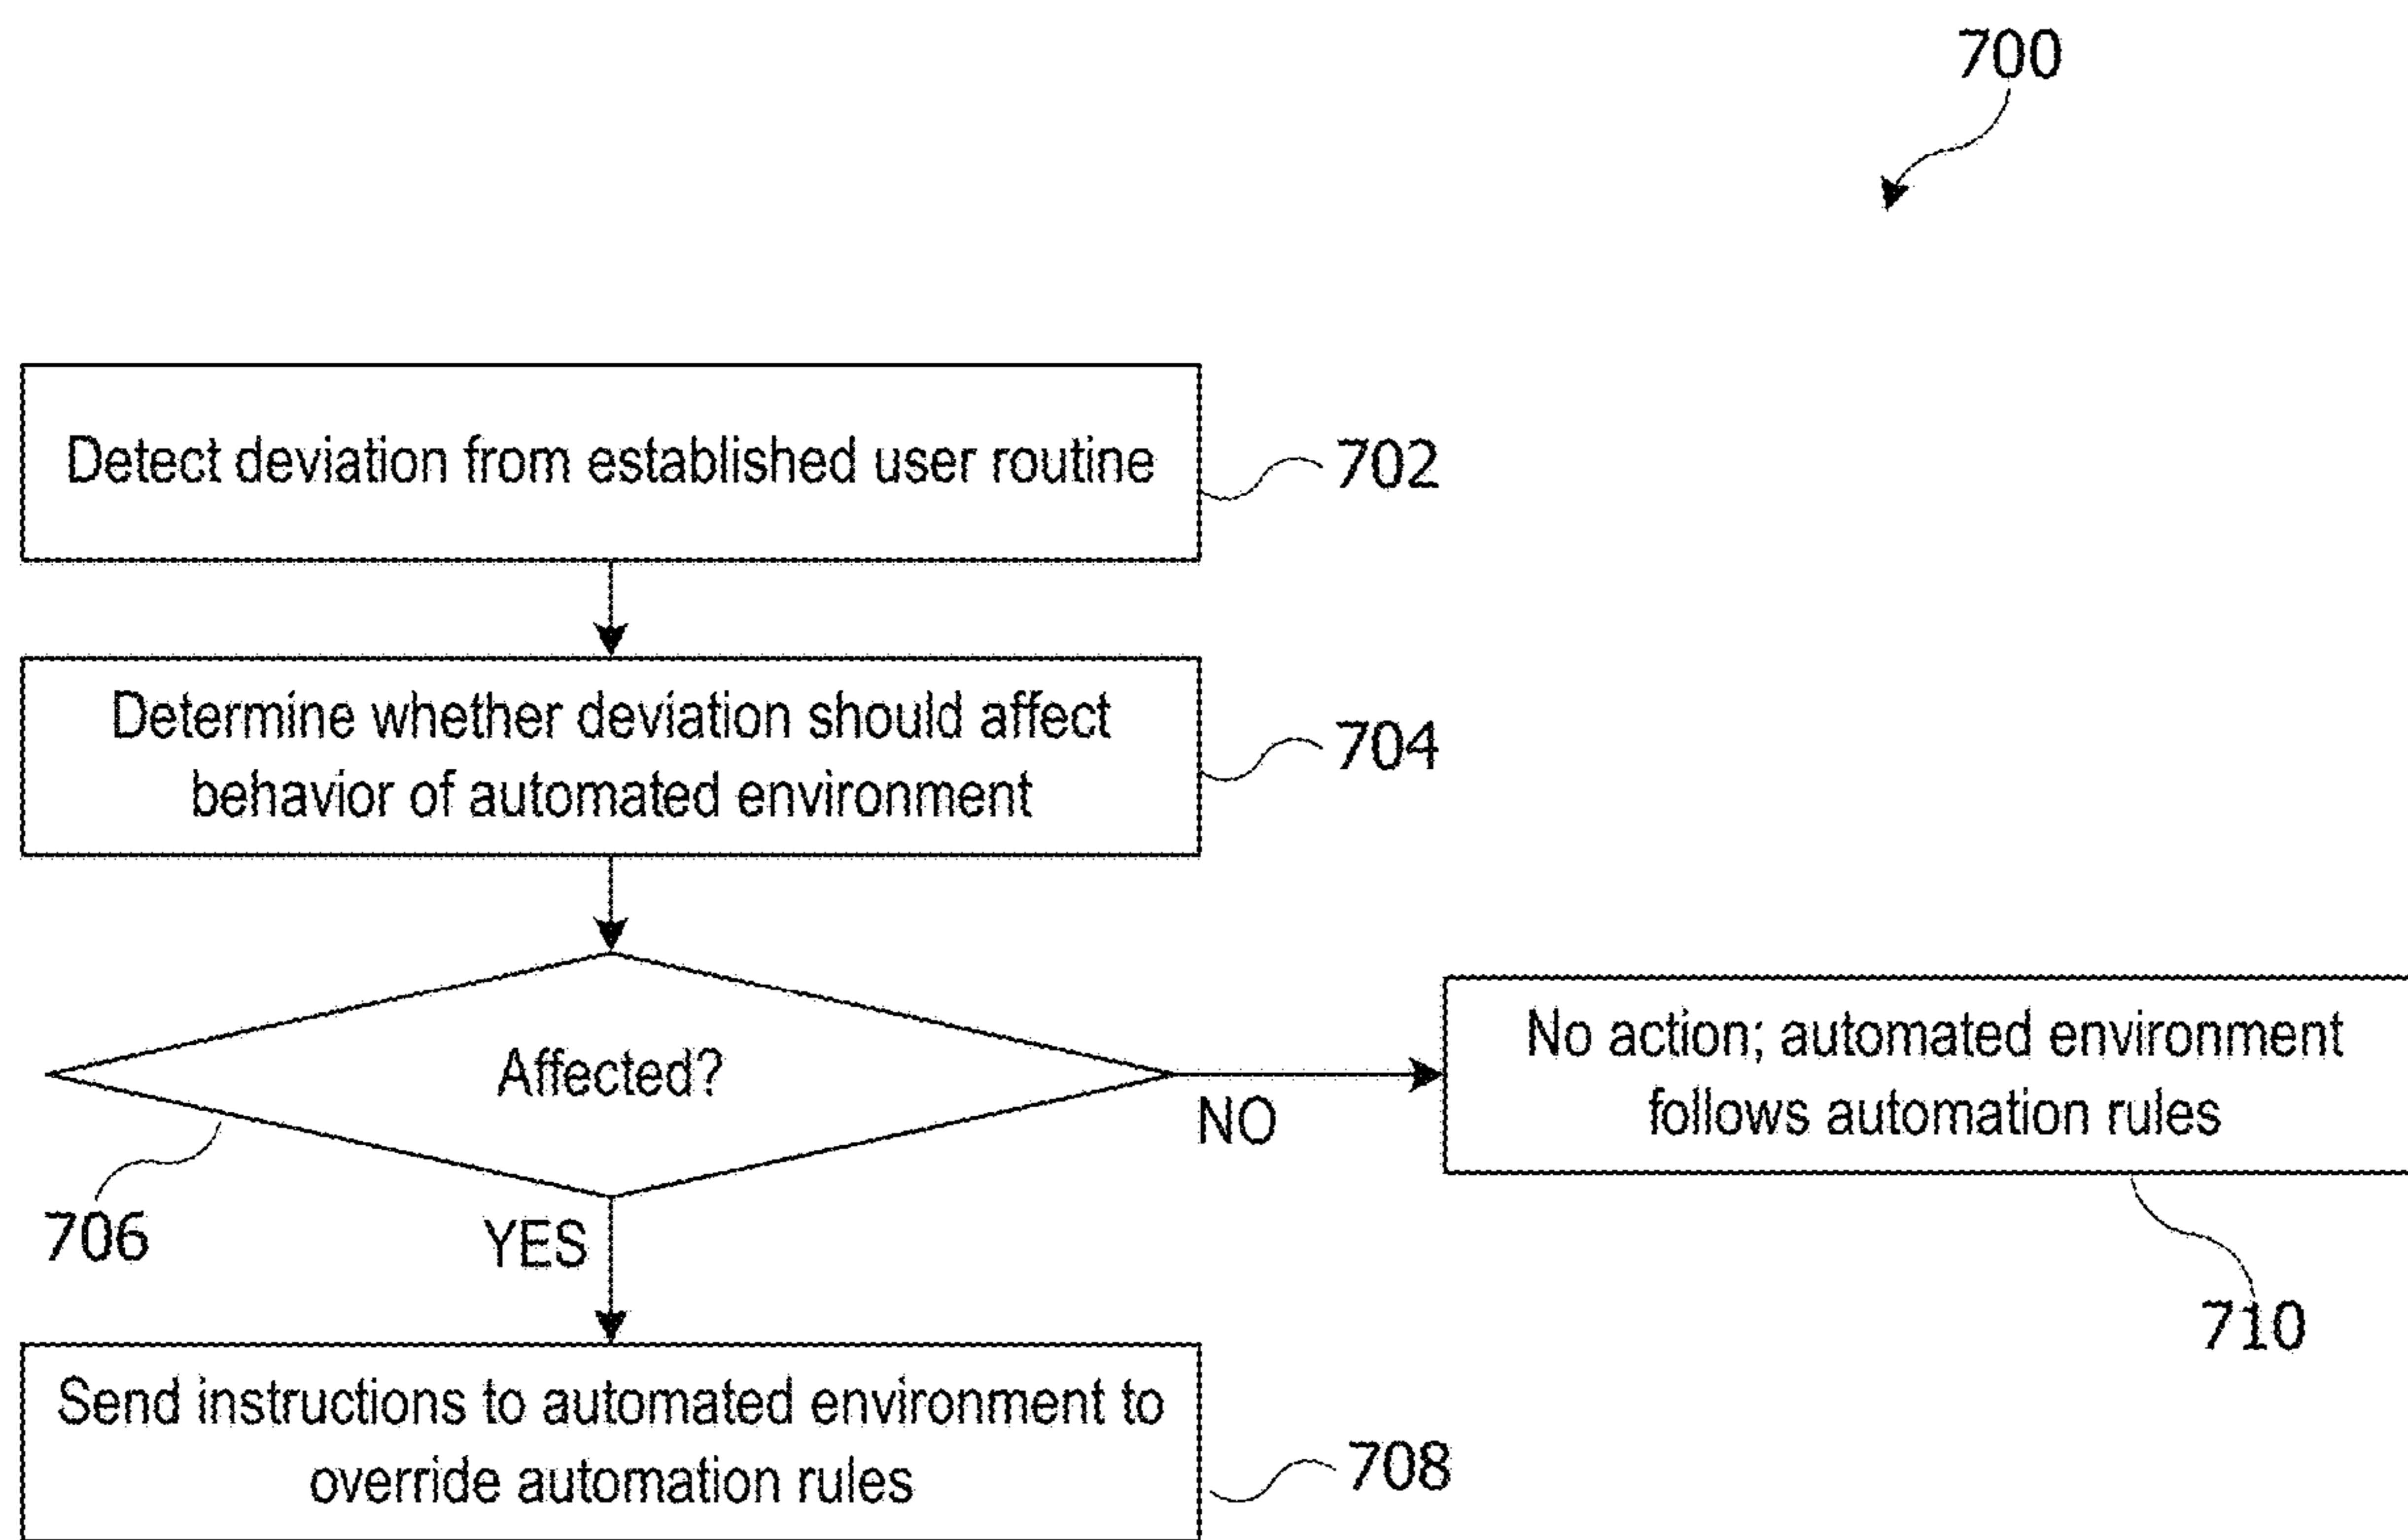 700
Detect deviation from established user routine
702
Determine whether deviation should affect
behavior of automated environment
704
Affected?
706
NO
No action; automated environment
follows automation rules
710
YES
Send instructions to automated environment to
override automation rules
708